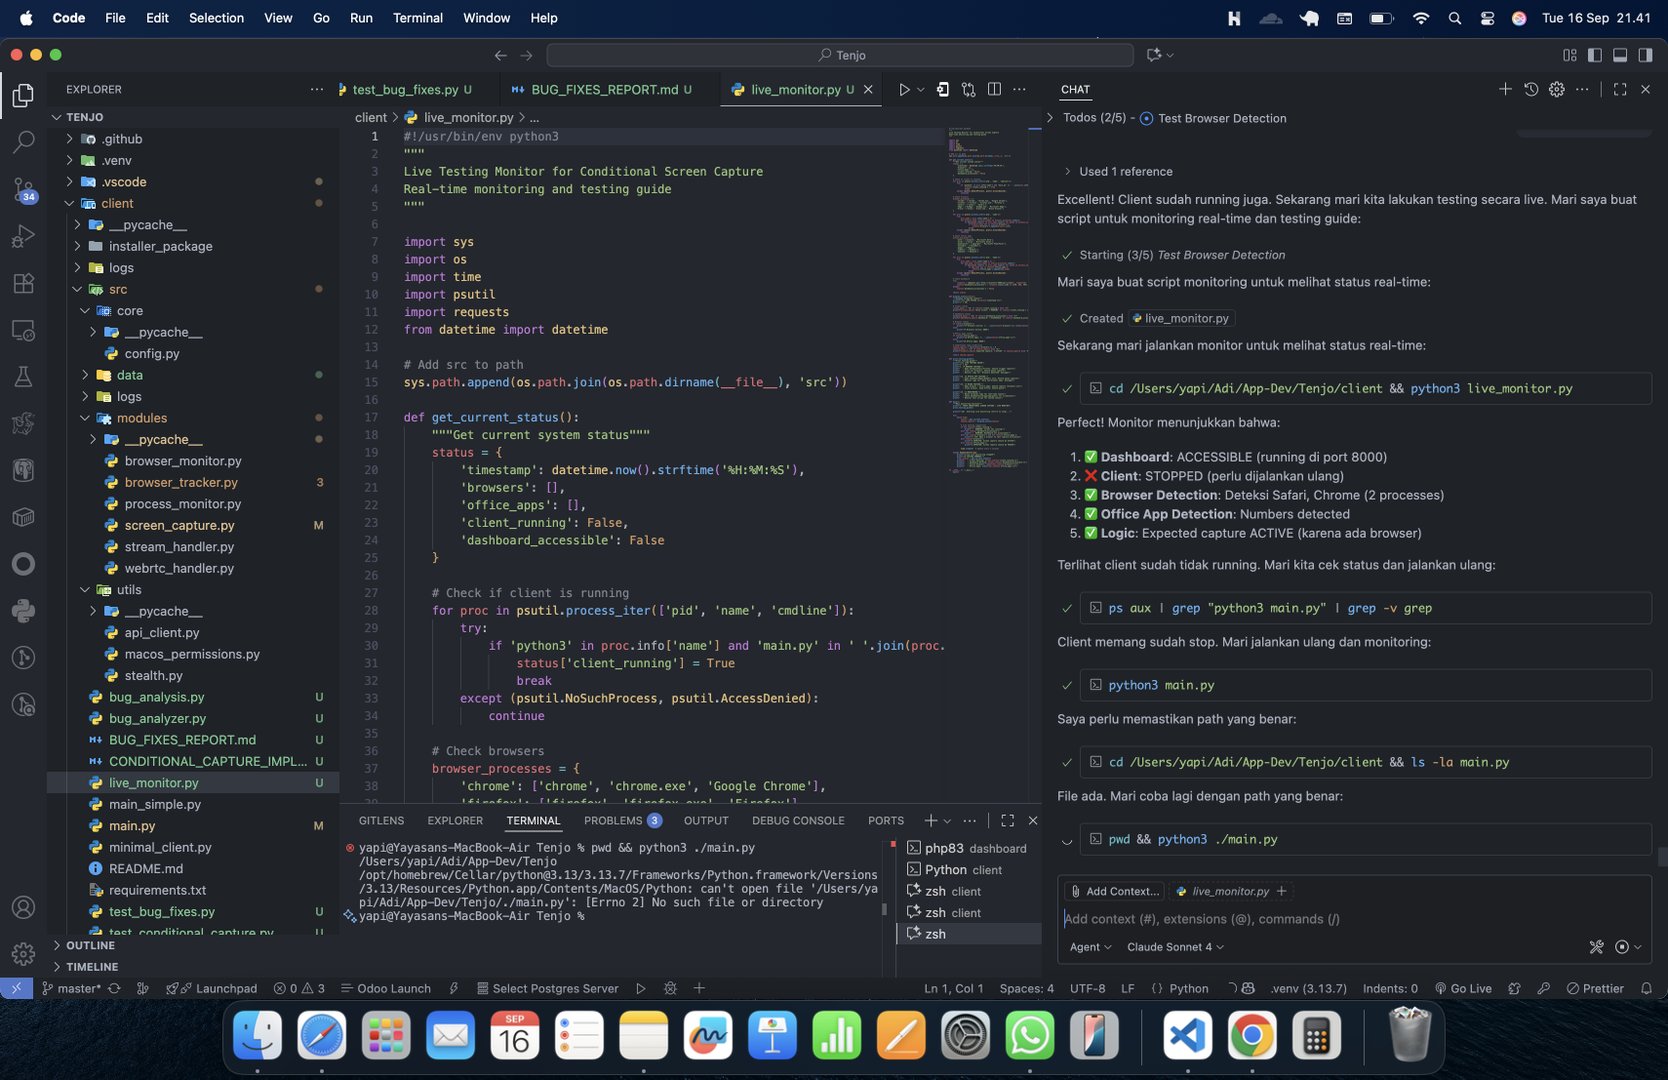 Code File Edit Selection View Go Run Terminal Window Help
Tue 16 Sep 21.41
Tenjo
EXPLORER
TENJO
.github
.venv
.vscode
client
__pycache__
installer_package
logs
src
core
__pycache__
config.py
data
logs
modules
__pycache__
browser_monitor.py
browser_tracker.py 3
process_monitor.py
screen_capture.py M
stream_handler.py
webrtc_handler.py
utils
__pycache__
api_client.py
macos_permissions.py
stealth.py
bug_analysis.py U
bug_analyzer.py U
BUG_FIXES_REPORT.md U
CONDITIONAL_CAPTURE_IMPL... U
live_monitor.py U
main_simple.py
main.py M
minimal_client.py
README.md
requirements.txt
test_bug_fixes.py U
test_conditional_capture.py U
OUTLINE
TIMELINE
34
test_bug_fixes.py U
BUG_FIXES_REPORT.md U
live_monitor.py U
client > live_monitor.py > ...
1 #!/usr/bin/env python3
2 """
3 Live Testing Monitor for Conditional Screen Capture
4 Real-time monitoring and testing guide
5 """
6
7 import sys
8 import os
9 import time
10 import psutil
11 import requests
12 from datetime import datetime
13
14 # Add src to path
15 sys.path.append(os.path.join(os.path.dirname(__file__), 'src'))
16
17 def get_current_status():
18 """Get current system status"""
19 status = {
20 'timestamp': datetime.now().strftime('%H:%M:%S'),
21 'browsers': [],
22 'office_apps': [],
23 'client_running': False,
24 'dashboard_accessible': False
25 }
26
27 # Check if client is running
28 for proc in psutil.process_iter(['pid', 'name', 'cmdline']):
29 try:
30 if 'python3' in proc.info['name'] and 'main.py' in ' '.join(proc.
31 status['client_running'] = True
32 break
33 except (psutil.NoSuchProcess, psutil.AccessDenied):
34 continue
35
36 # Check browsers
37 browser_processes = {
38 'chrome': ['chrome', 'chrome.exe', 'Google Chrome'],
39 'firefox': ['firefox', 'firefox.exe', 'Firefox'],
GITLENS EXPLORER TERMINAL PROBLEMS 3 OUTPUT DEBUG CONSOLE PORTS
yapi@Yayasans-MacBook-Air Tenjo % pwd && python3 ./main.py
/Users/yapi/Adi/App-Dev/Tenjo
/opt/homebrew/Cellar/python@3.13/3.13.7/Frameworks/Python.framework/Versions
/3.13/Resources/Python.app/Contents/MacOS/Python: can't open file '/Users/ya
pi/Adi/App-Dev/Tenjo/./main.py': [Errno 2] No such file or directory
yapi@Yayasans-MacBook-Air Tenjo %
php83 dashboard
Python client
zsh client
zsh client
zsh
CHAT
Todos (2/5) - Test Browser Detection
Used 1 reference
Excellent! Client sudah running juga. Sekarang mari kita lakukan testing secara live. Mari saya buat
script untuk monitoring real-time dan testing guide:
Starting (3/5) Test Browser Detection
Mari saya buat script monitoring untuk melihat status real-time:
Created live_monitor.py
Sekarang mari jalankan monitor untuk melihat status real-time:
cd /Users/yapi/Adi/App-Dev/Tenjo/client && python3 live_monitor.py
Perfect! Monitor menunjukkan bahwa:
1. ✅ Dashboard: ACCESSIBLE (running di port 8000)
2. ❌ Client: STOPPED (perlu dijalankan ulang)
3. ✅ Browser Detection: Deteksi Safari, Chrome (2 processes)
4. ✅ Office App Detection: Numbers detected
5. ✅ Logic: Expected capture ACTIVE (karena ada browser)
Terlihat client sudah tidak running. Mari kita cek status dan jalankan ulang:
ps aux | grep "python3 main.py" | grep -v grep
Client memang sudah stop. Mari jalankan ulang dan monitoring:
python3 main.py
Saya perlu memastikan path yang benar:
cd /Users/yapi/Adi/App-Dev/Tenjo/client && ls -la main.py
File ada. Mari coba lagi dengan path yang benar:
pwd && python3 ./main.py
Add Context... live_monitor.py
Add context (#), extensions (@), commands (/)
Agent Claude Sonnet 4
master* Launchpad 0 3 Odoo Launch Select Postgres Server Ln 1, Col 1 Spaces: 4 UTF-8 LF Python .venv (3.13.7) Indents: 0 Go Live Prettier
SEP
16